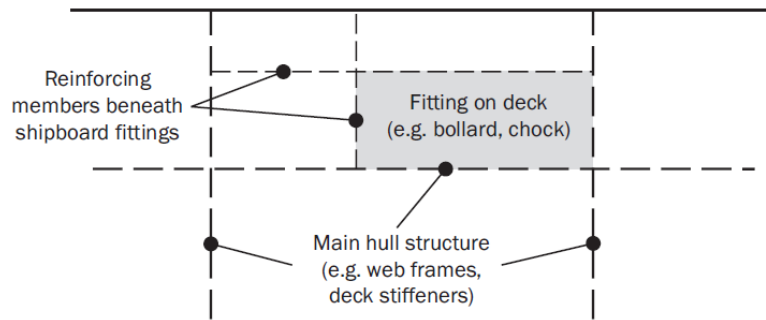 Reinforcing
members beneath
shipboard fittings
Fitting on deck
(e.g. bollard, chock)
Main hull structure
(e.g. web frames,
deck stiffeners)